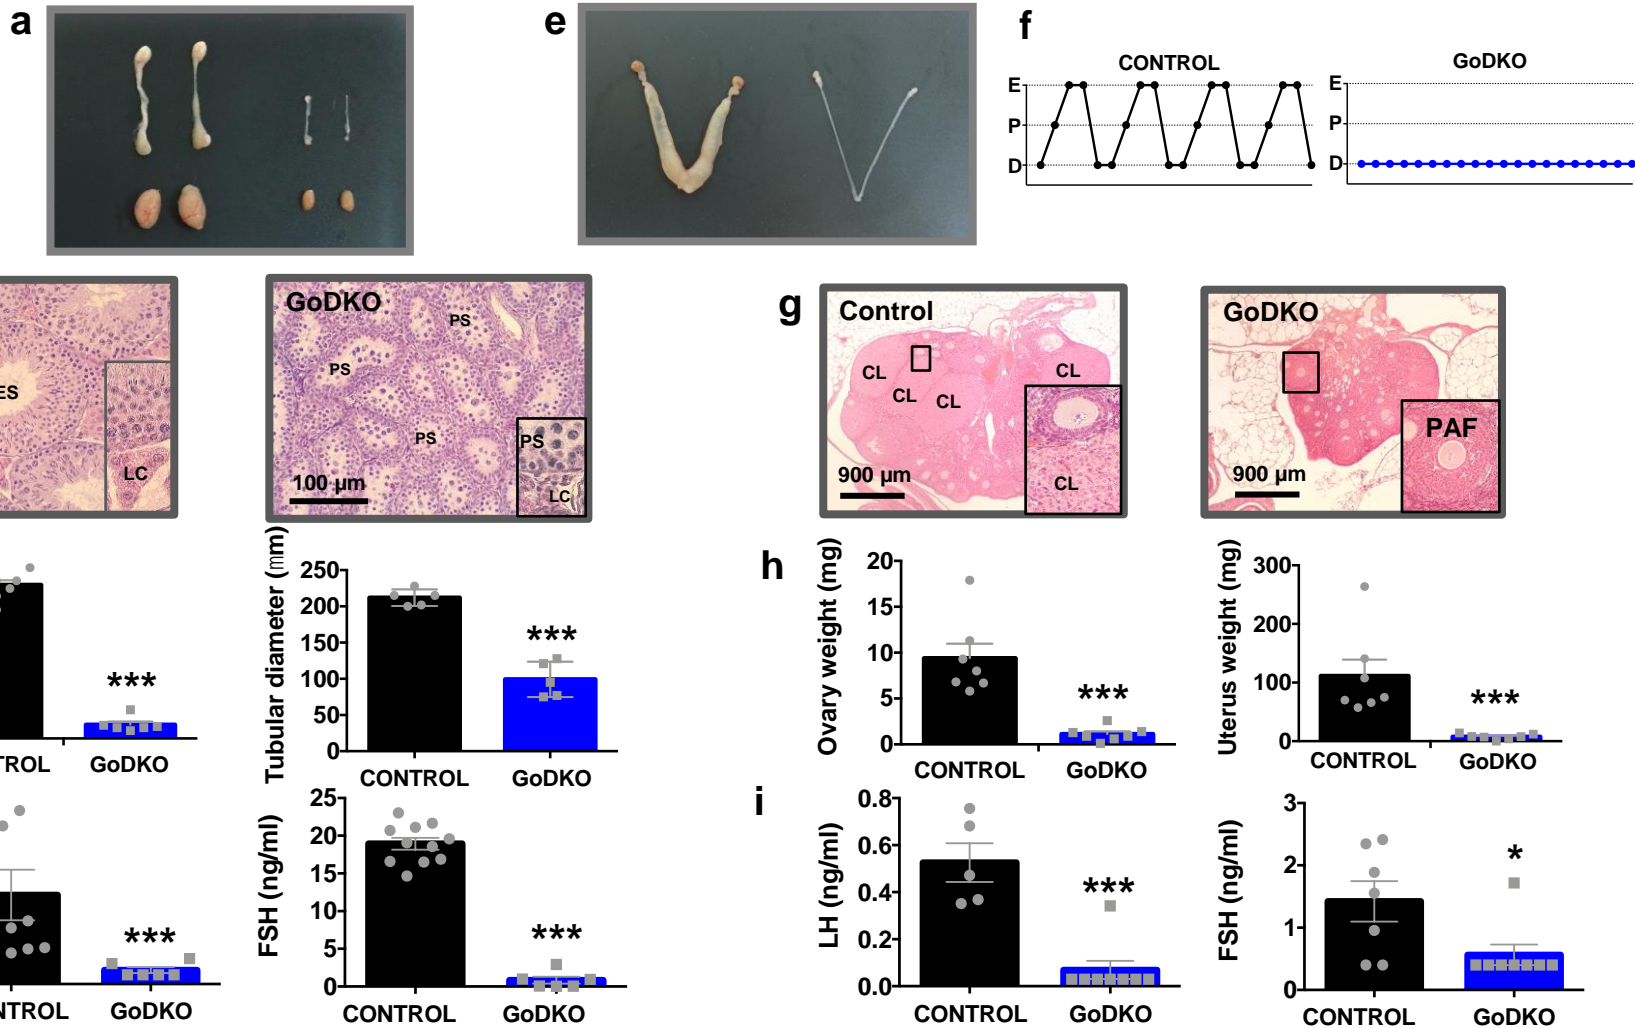 a
e
f
CONTROL
E
P
D
GoDKO
E
P
D
ES
LC
GoDKO
PS
PS
PS
PS
LC
100 µm
g
Control
CL
CL
CL
CL
CL
900 µm
GoDKO
PAF
900 µm
***
TROL
GoDKO
Tubular diameter (mm)
250
200
150
100
50
0
***
CONTROL
GoDKO
h
Ovary weight (mg)
20
15
10
5
0
***
CONTROL
GoDKO
Uterus weight (mg)
300
200
100
0
***
CONTROL
GoDKO
***
NTROL
GoDKO
FSH (ng/ml)
25
20
15
10
5
0
***
CONTROL
GoDKO
i
LH (ng/ml)
0.8
0.6
0.4
0.2
0.0
***
CONTROL
GoDKO
FSH (ng/ml)
3
2
1
0
*
CONTROL
GoDKO